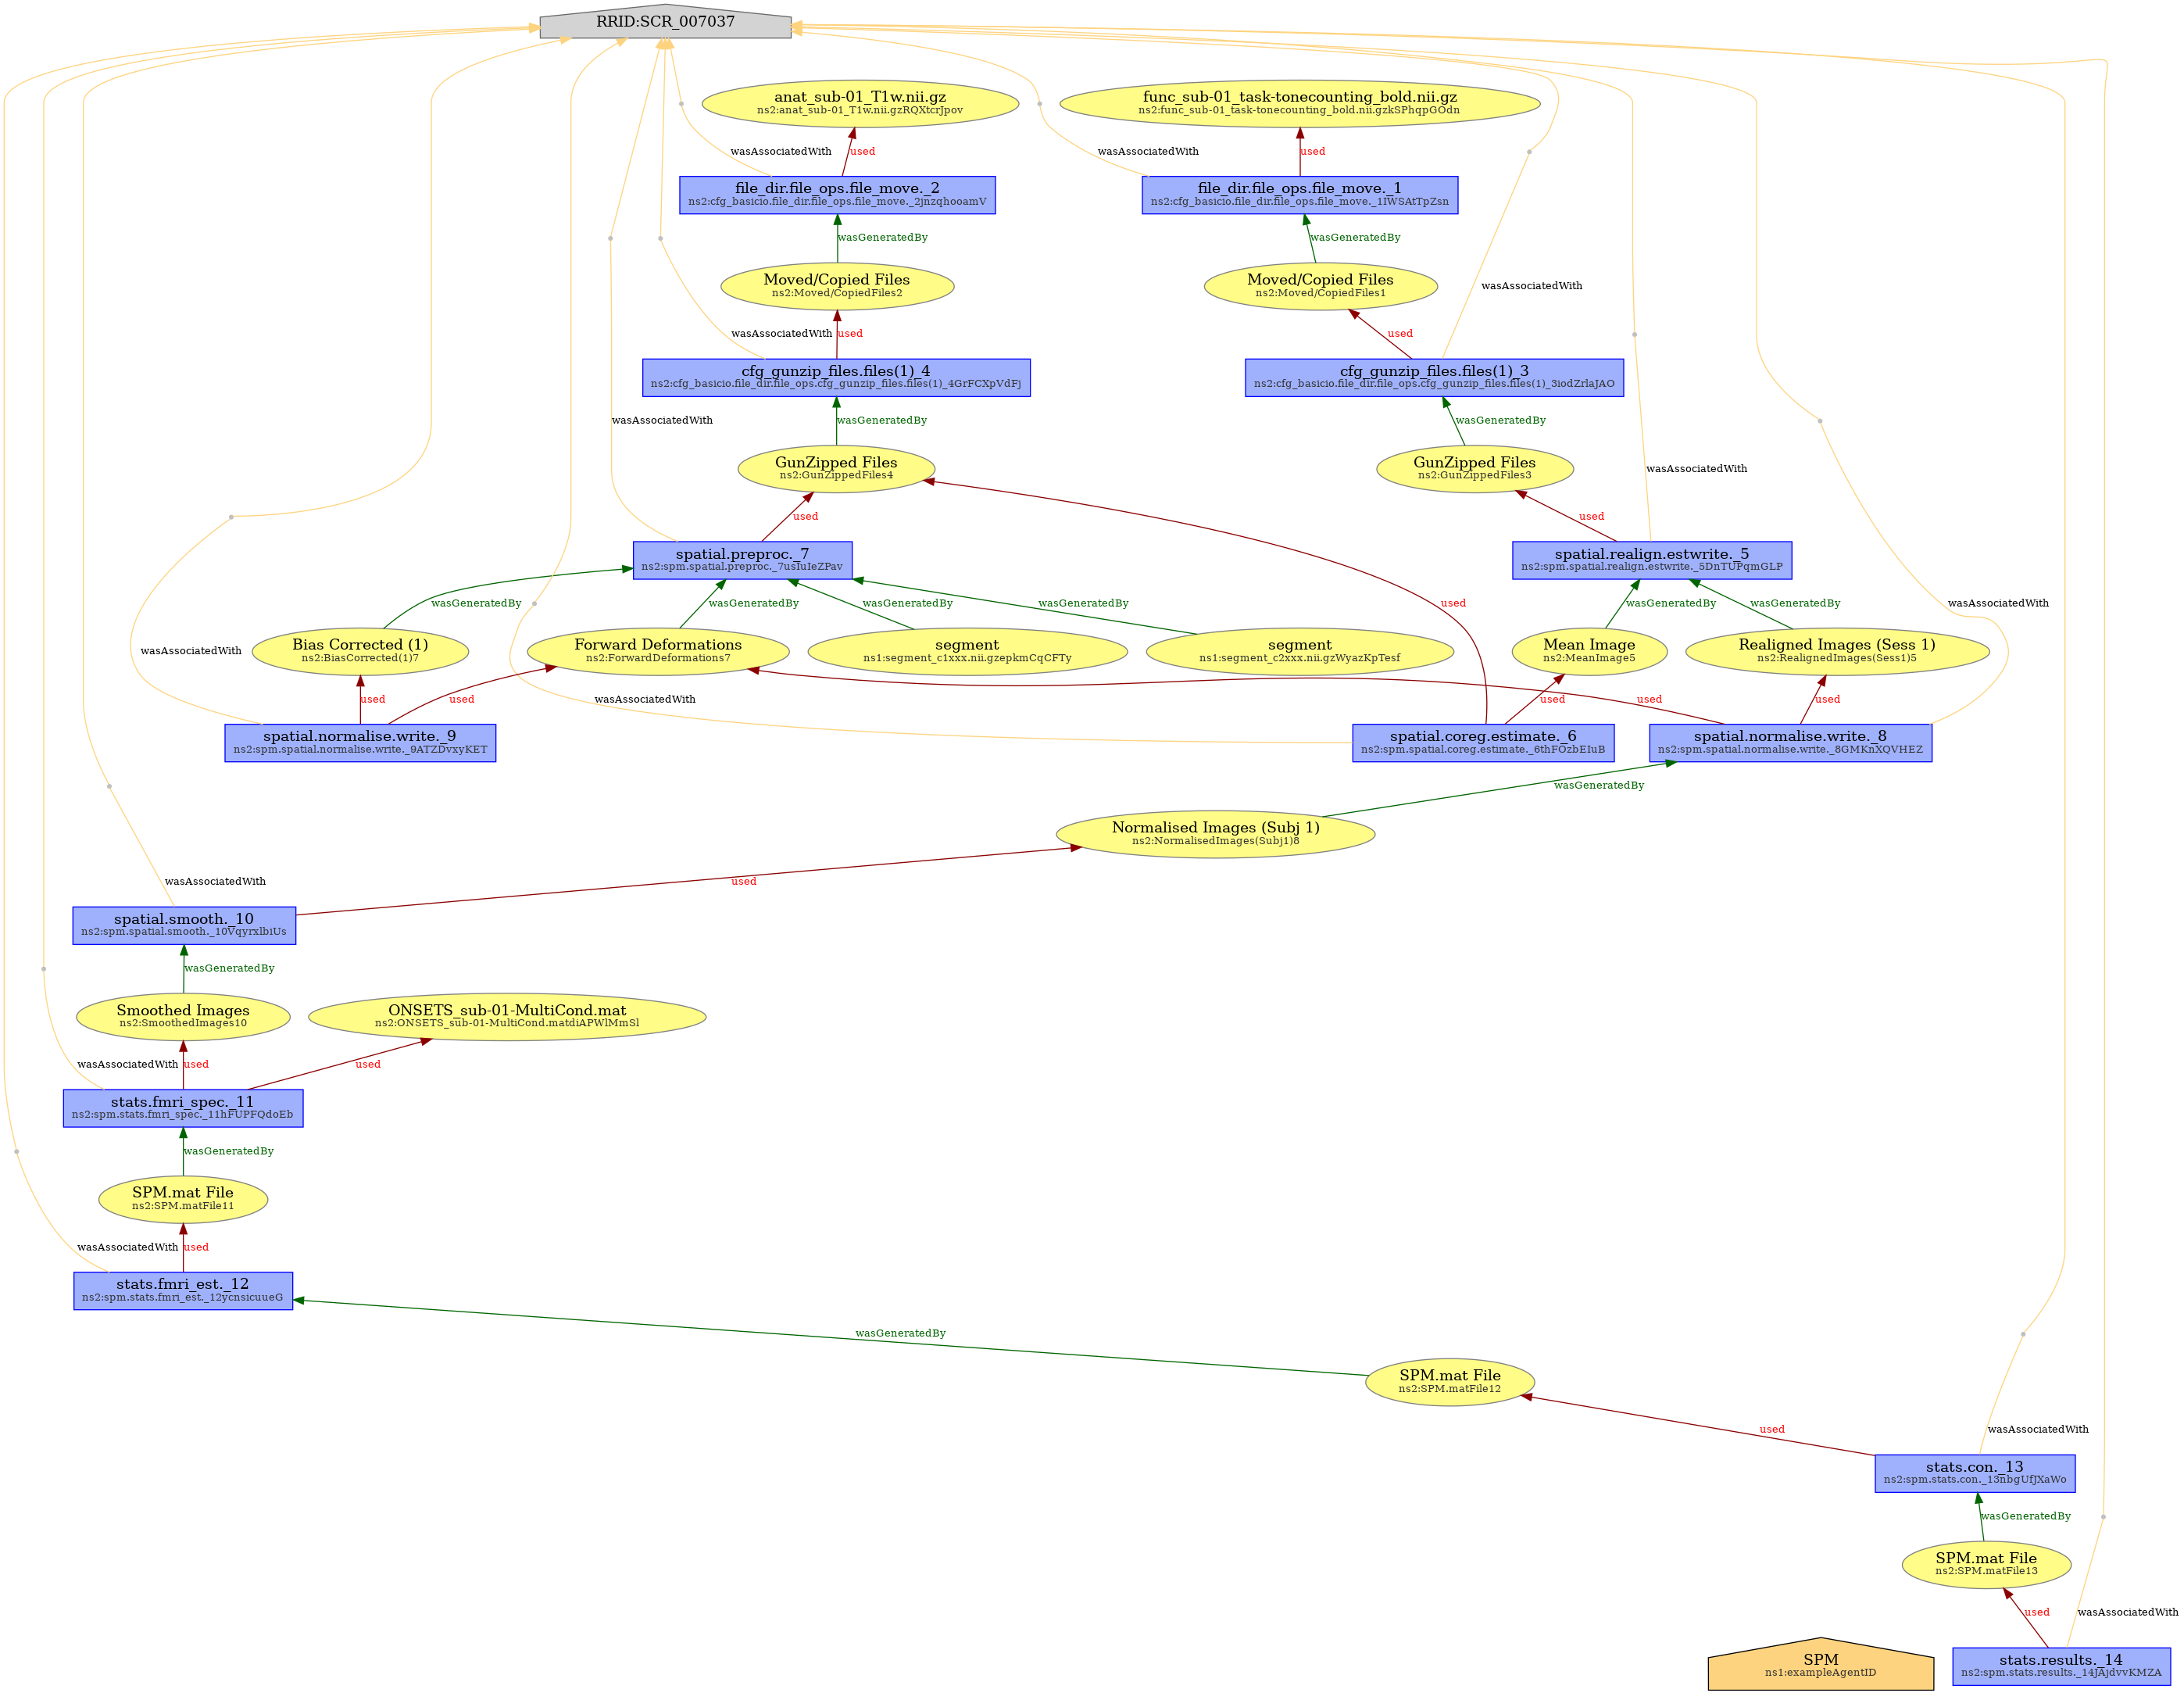 RRID:SCR_007037
anat_sub-01_T1w.nii.gz
ns2:anat_sub-01_T1w.nii.gzRQXtcrJpov
func_sub-01_task-tonecounting_bold.nii.gz
ns2:func_sub-01_task-tonecounting_bold.nii.gzkSPhqpGOdn
wasAssociatedWith
used
wasAssociatedWith
used
file_dir.file_ops.file_move._2
ns2:cfg_basicio.file_dir.file_ops.file_move._2jnzqhooamV
file_dir.file_ops.file_move._1
ns2:cfg_basicio.file_dir.file_ops.file_move._1IWSAtTpZsn
wasGeneratedBy
wasGeneratedBy
Moved/Copied Files
ns2:Moved/CopiedFiles2
Moved/Copied Files
ns2:Moved/CopiedFiles1
wasAssociatedWith
wasAssociatedWith
used
used
cfg_gunzip_files.files(1)_4
ns2:cfg_basicio.file_dir.file_ops.cfg_gunzip_files.files(1)_4GrFCXpVdFj
cfg_gunzip_files.files(1)_3
ns2:cfg_basicio.file_dir.file_ops.cfg_gunzip_files.files(1)_3iodZrlaJAO
wasAssociatedWith
wasGeneratedBy
wasGeneratedBy
GunZipped Files
ns2:GunZippedFiles4
GunZipped Files
ns2:GunZippedFiles3
wasAssociatedWith
used
used
spatial.preproc._7
ns2:spm.spatial.preproc._7usIuIeZPav
spatial.realign.estwrite._5
ns2:spm.spatial.realign.estwrite._5DnTUPqmGLP
wasGeneratedBy
wasGeneratedBy
wasGeneratedBy
wasGeneratedBy
used
wasGeneratedBy
wasGeneratedBy
wasAssociatedWith
Bias Corrected (1)
ns2:BiasCorrected(1)7
Forward Deformations
ns2:ForwardDeformations7
segment
ns1:segment_c1xxx.nii.gzepkmCqCFTy
segment
ns1:segment_c2xxx.nii.gzWyazKpTesf
Mean Image
ns2:MeanImage5
Realigned Images (Sess 1)
ns2:RealignedImages(Sess1)5
wasAssociatedWith
used
used
wasAssociatedWith
used
used
used
spatial.normalise.write._9
ns2:spm.spatial.normalise.write._9ATZDvxyKET
spatial.coreg.estimate._6
ns2:spm.spatial.coreg.estimate._6thFOzbEIuB
spatial.normalise.write._8
ns2:spm.spatial.normalise.write._8GMKnXQVHEZ
wasGeneratedBy
Normalised Images (Subj 1)
ns2:NormalisedImages(Subj1)8
wasAssociatedWith
used
spatial.smooth._10
ns2:spm.spatial.smooth._10VqyrxlbiUs
wasGeneratedBy
Smoothed Images
ns2:SmoothedImages10
ONSETS_sub-01-MultiCond.mat
ns2:ONSETS_sub-01-MultiCond.matdiAPWlMmSl
wasAssociatedWith
used
used
stats.fmri_spec._11
ns2:spm.stats.fmri_spec._11hFUPFQdoEb
wasGeneratedBy
SPM.mat File
ns2:SPM.matFile11
wasAssociatedWith
used
stats.fmri_est._12
ns2:spm.stats.fmri_est._12ycnsicuueG
wasGeneratedBy
SPM.mat File
ns2:SPM.matFile12
used
wasAssociatedWith
stats.con._13
ns2:spm.stats.con._13nbgUfJXaWo
wasGeneratedBy
SPM.mat File
ns2:SPM.matFile13
used
wasAssociatedWith
SPM
ns1:exampleAgentID
stats.results._14
ns2:spm.stats.results._14JAjdvvKMZA